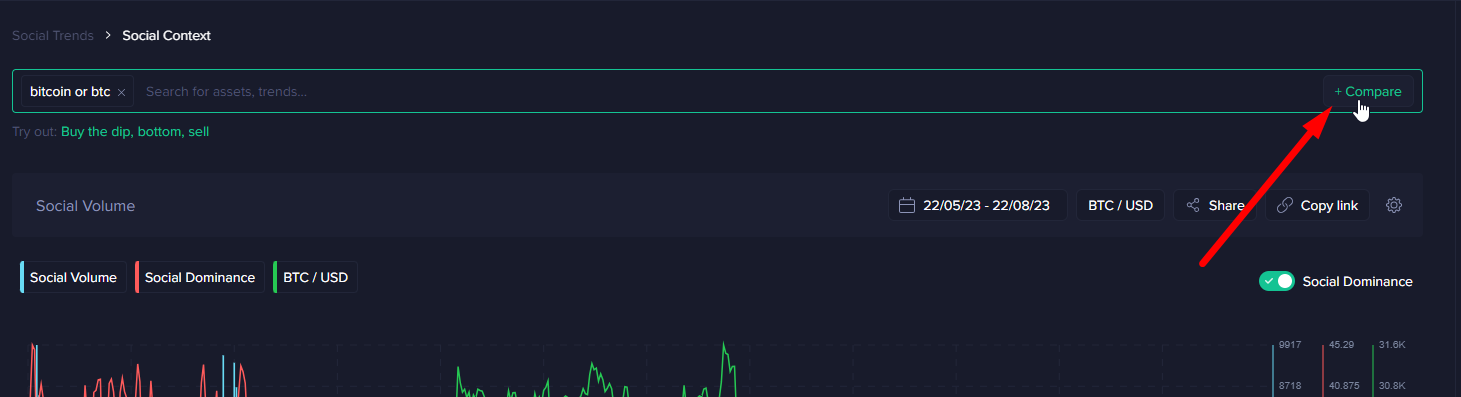 Social Trends > Social Context
bitcoin or btc × Search for assets, trends... + Compare
Try out: Buy the dip, bottom, sell
Social Volume 22/05/23 - 22/08/23 BTC / USD Share Copy link
Social Volume Social Dominance BTC / USD Social Dominance
9917 45.29 31.6K
8718 40.875 30.8K